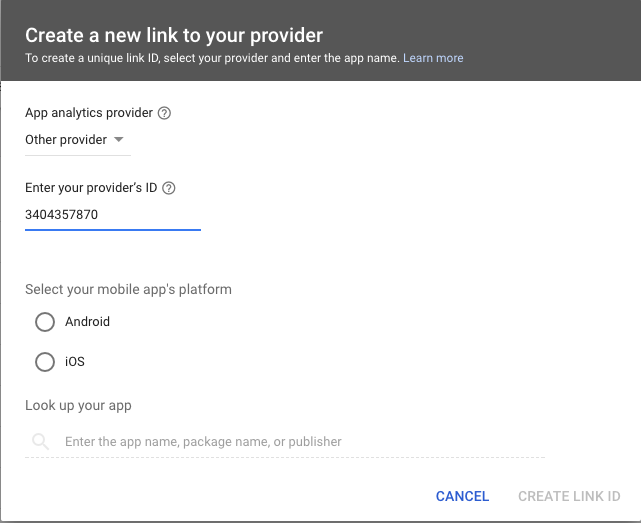 Create a new link to your provider
To create a unique link ID, select your provider and enter the app name. Learn more
App analytics provider ?
Other provider
Enter your provider's ID ?
3404357870
Select your mobile app's platform
Android
iOS
Look up your app
Enter the app name, package name, or publisher
CANCEL CREATE LINK ID